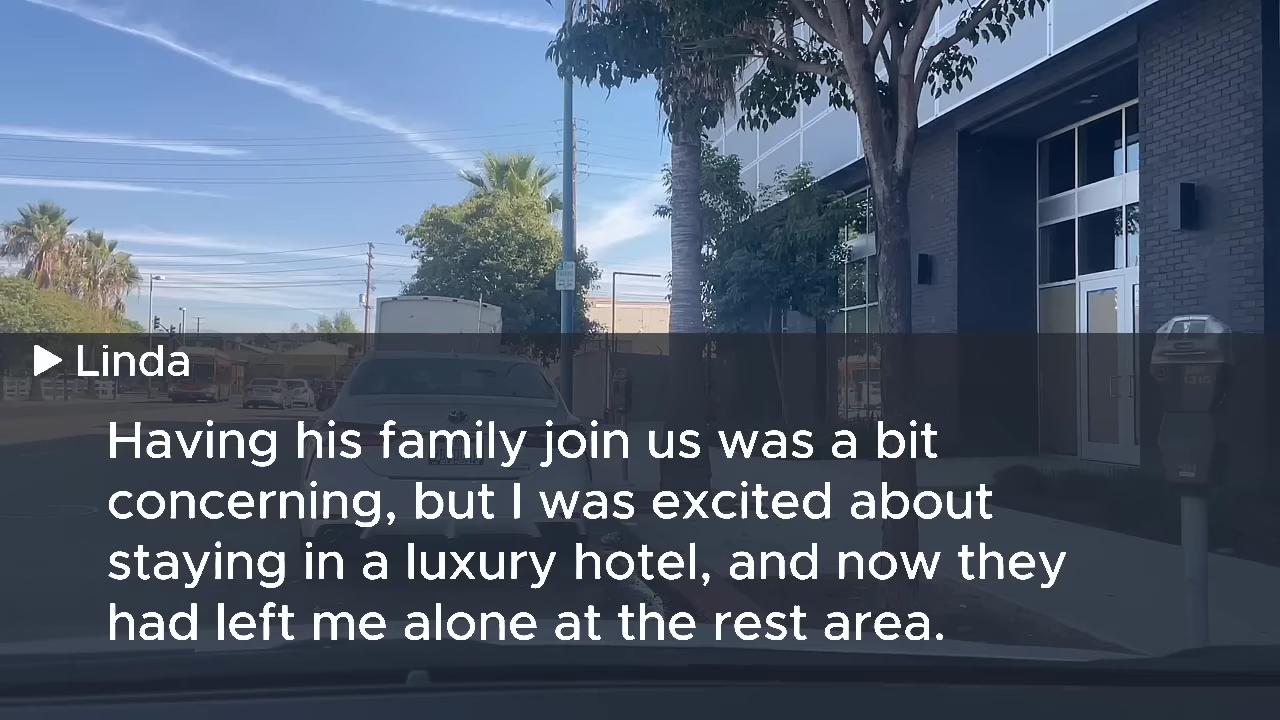 ▶ Linda
Having his family join us was a bit
concerning, but I was excited about
staying in a luxury hotel, and now they
had left me alone at the rest area.